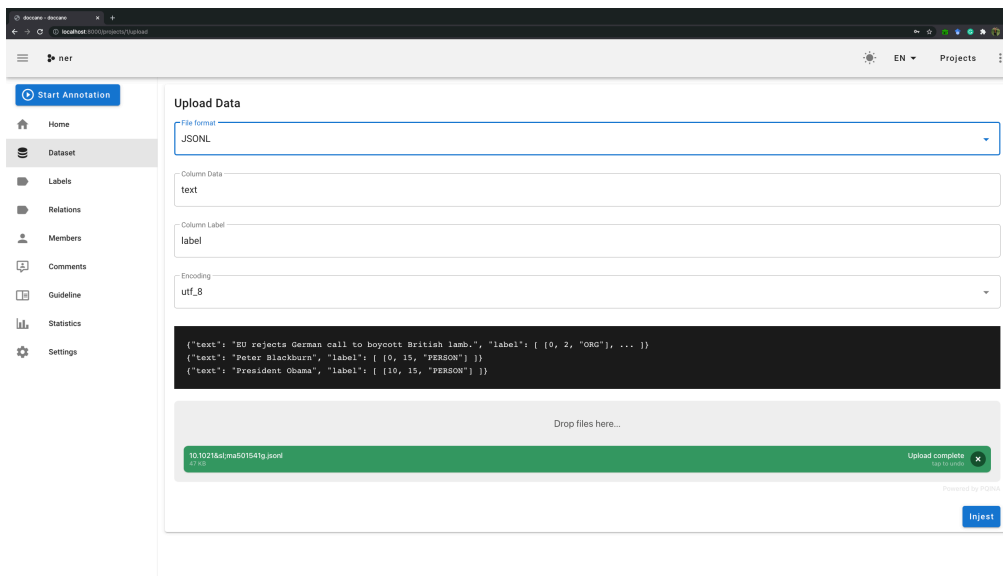 doccano - doccano
localhost:8000/projects/1/upload
ner
EN
Projects
Start Annotation
Home
Dataset
Labels
Relations
Members
Comments
Guideline
Statistics
Settings
Upload Data
File format
JSONL
Column Data
text
Column Label
label
Encoding
utf_8
{"text": "EU rejects German call to boycott British lamb.", "label": [ [0, 2, "ORG"], ... ]}
{"text": "Peter Blackburn", "label": [ [0, 15, "PERSON"] ]}
{"text": "President Obama", "label": [ [10, 15, "PERSON"] ]}
Drop files here...
10.1021&sl;ma501541g.jsonl
47 KB
Upload complete
tap to undo
Powered by PQINA
Injest